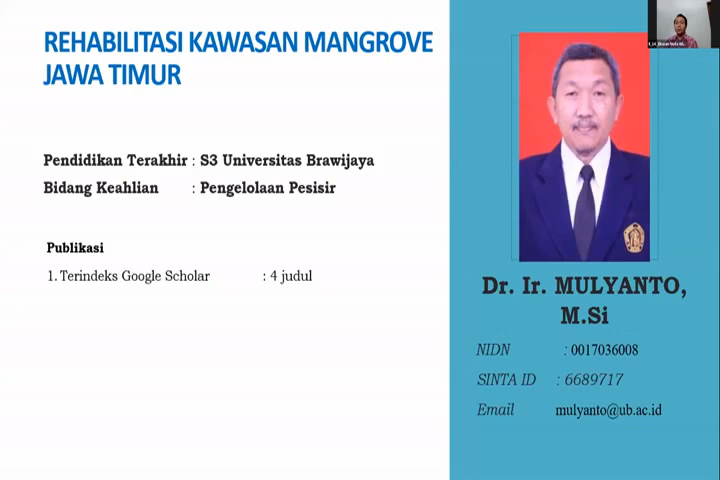 REHABILITASI KAWASAN MANGROVE
JAWA TIMUR
Pendidikan Terakhir : S3 Universitas Brawijaya
Bidang Keahlian : Pengelolaan Pesisir
Publikasi
1. Terindeks Google Scholar : 4 judul
Dr. Ir. MULYANTO,
M.Si
NIDN : 0017036008
SINTA ID : 6689717
Email mulyanto@ub.ac.id